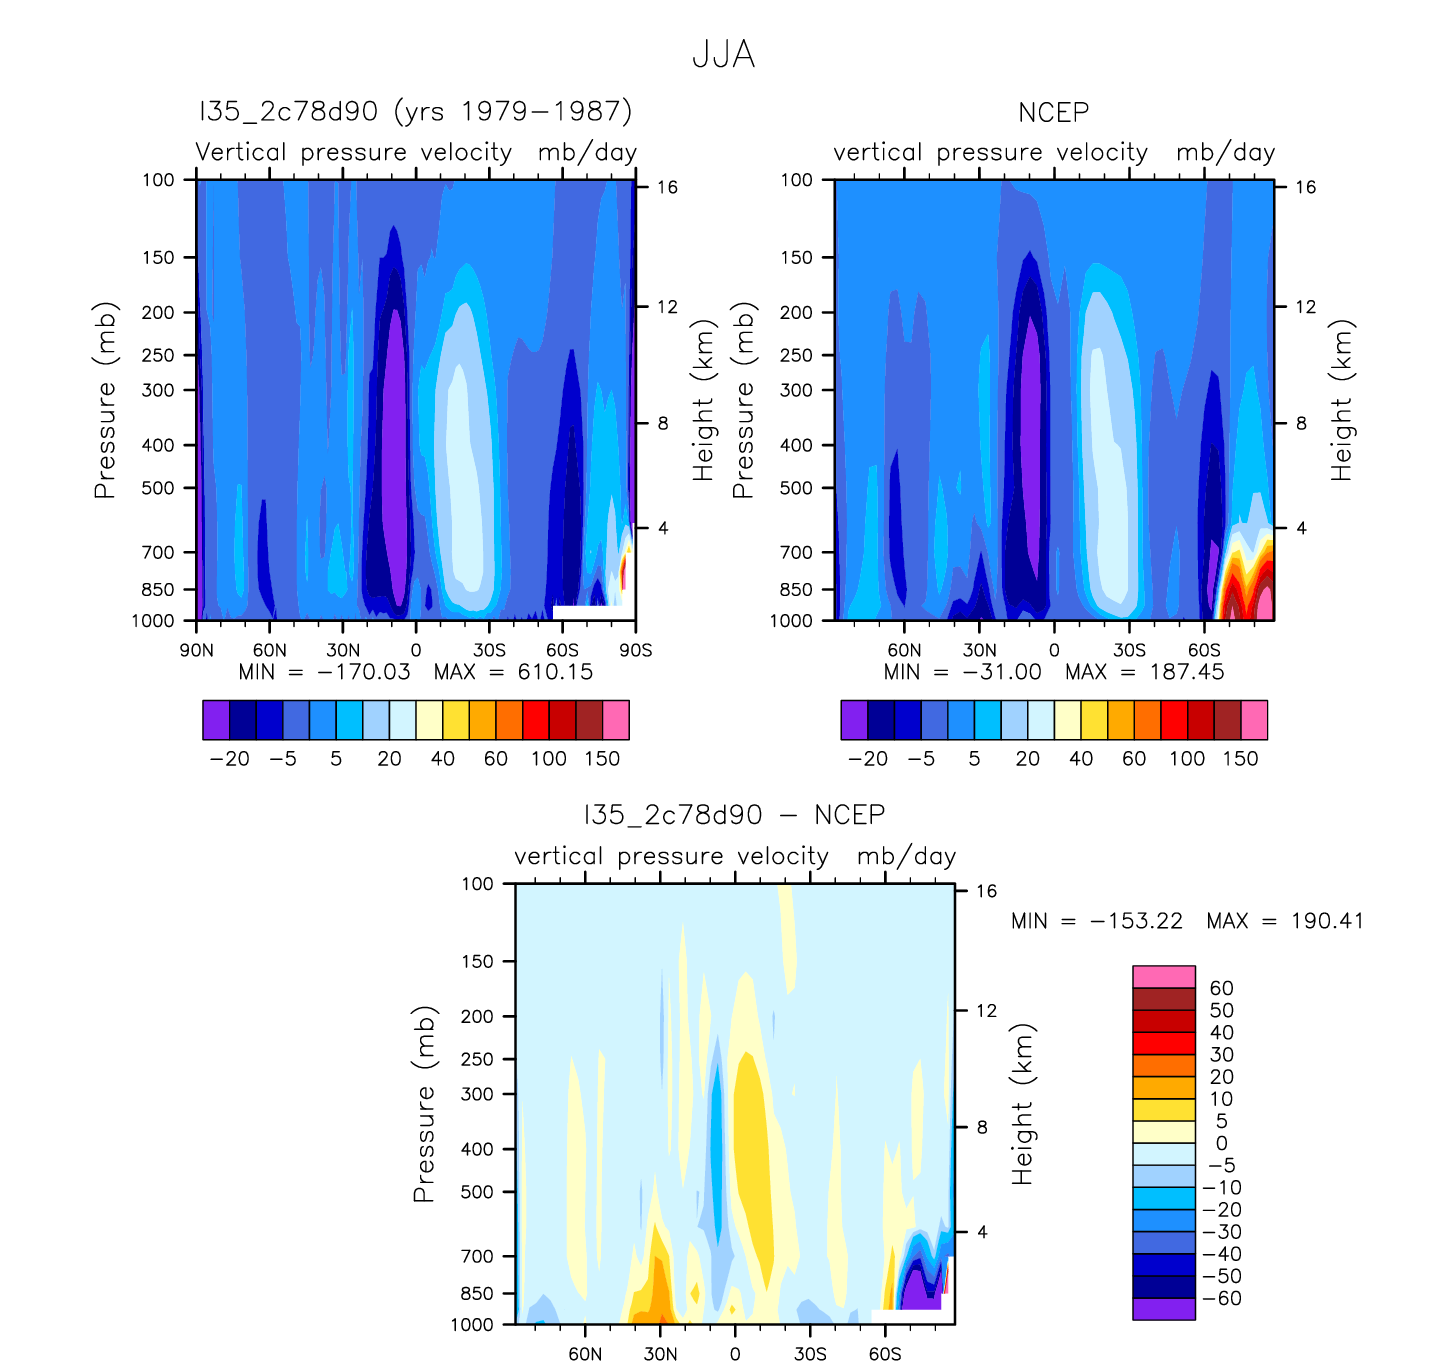 JJA
I35_2c78d90 (yrs 1979−1987)
Vertical pressure velocity mb/day
100
150
200
250
300
400
500
700
850
1000
Pressure (mb)
16
12
8
4
Height (km)
90N 60N 30N 0 30S 60S 90S
MIN = −170.03 MAX = 610.15
−20 −5 5 20 40 60 100 150
NCEP
vertical pressure velocity mb/day
100
150
200
250
300
400
500
700
850
1000
Pressure (mb)
16
12
8
4
Height (km)
60N 30N 0 30S 60S
MIN = −31.00 MAX = 187.45
−20 −5 5 20 40 60 100 150
I35_2c78d90 − NCEP
vertical pressure velocity mb/day
100
150
200
250
300
400
500
700
850
1000
Pressure (mb)
16
12
8
4
Height (km)
60N 30N 0 30S 60S
MIN = −153.22 MAX = 190.41
60
50
40
30
20
10
5
0
−5
−10
−20
−30
−40
−50
−60